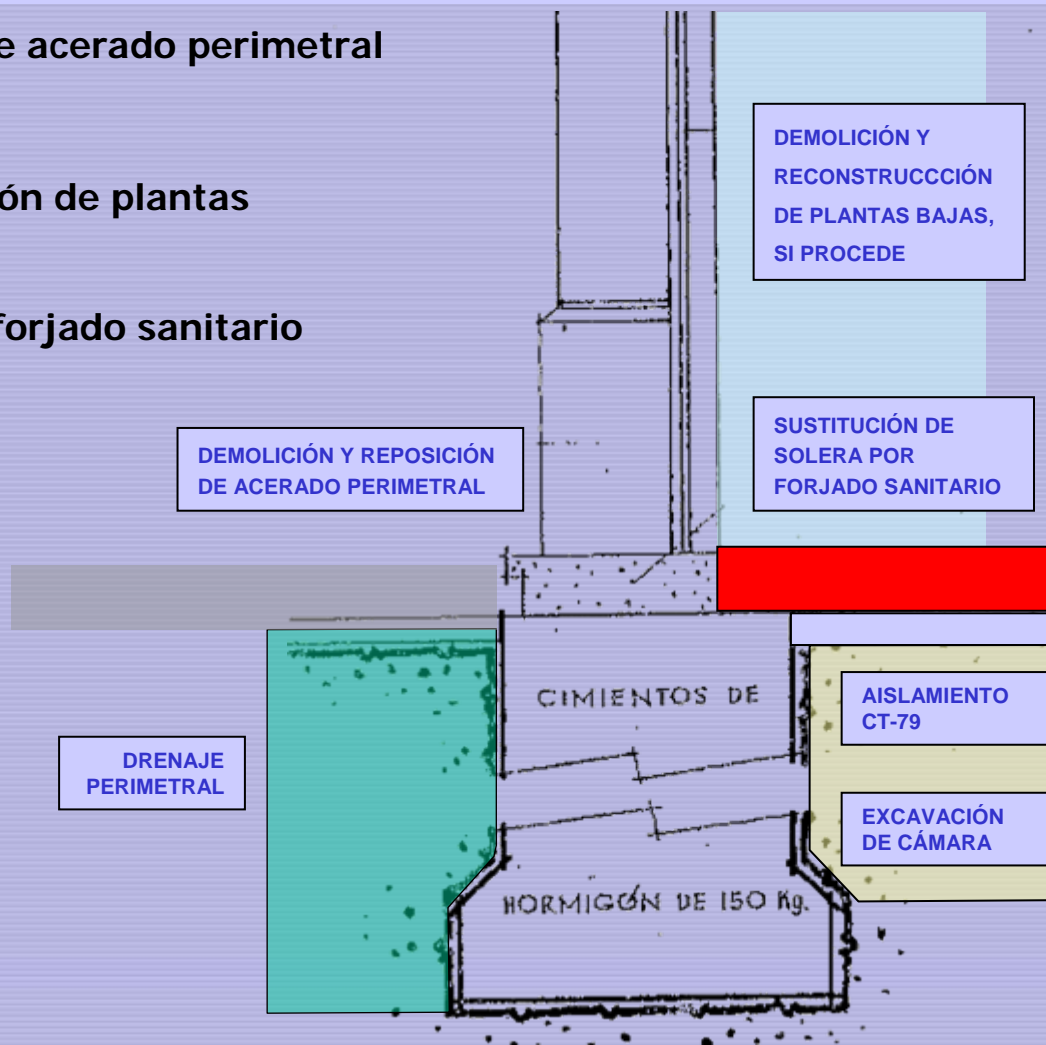 e acerado perimetral
ón de plantas
forjado sanitario
DEMOLICIÓN Y
RECONSTRUCCCIÓN
DE PLANTAS BAJAS,
SI PROCEDE
SUSTITUCIÓN DE
SOLERA POR
FORJADO SANITARIO
DEMOLICIÓN Y REPOSICIÓN
DE ACERADO PERIMETRAL
CIMIENTOS DE
AISLAMIENTO
CT-79
DRENAJE
PERIMETRAL
EXCAVACIÓN
DE CÁMARA
HORMIGÓN DE 150 Kg.